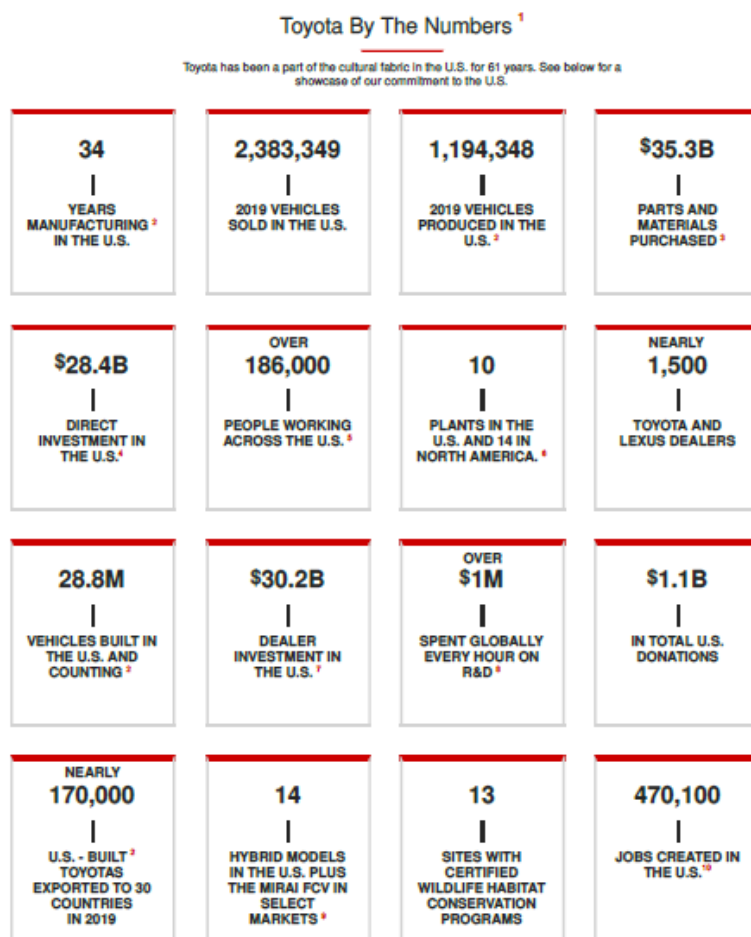 Toyota By The Numbers 1
Toyota has been a part of the cultural fabric in the U.S. for 61 years. See below for a
showcase of our commitment to the U.S.
34
YEARS
MANUFACTURING 2
IN THE U.S.
2,383,349
2019 VEHICLES
SOLD IN THE U.S.
1,194,348
2019 VEHICLES
PRODUCED IN THE
U.S. 2
$35.3B
PARTS AND
MATERIALS
PURCHASED 3
$28.4B
DIRECT
INVESTMENT IN
THE U.S.4
OVER
186,000
PEOPLE WORKING
ACROSS THE U.S. 5
10
PLANTS IN THE
U.S. AND 14 IN
NORTH AMERICA. 6
NEARLY
1,500
TOYOTA AND
LEXUS DEALERS
28.8M
VEHICLES BUILT IN
THE U.S. AND
COUNTING 2
$30.2B
DEALER
INVESTMENT IN
THE U.S. 7
OVER
$1M
SPENT GLOBALLY
EVERY HOUR ON
R&D 8
$1.1B
IN TOTAL U.S.
DONATIONS
NEARLY
170,000
U.S. - BUILT 2
TOYOTAS
EXPORTED TO 30
COUNTRIES
IN 2019
14
HYBRID MODELS
IN THE U.S. PLUS
THE MIRAI FCV IN
SELECT
MARKETS 9
13
SITES WITH
CERTIFIED
WILDLIFE HABITAT
CONSERVATION
PROGRAMS
470,100
JOBS CREATED IN
THE U.S.10